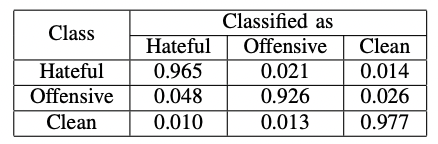 Class
Classified as
Hateful Offensive Clean
Hateful 0.965 0.021 0.014
Offensive 0.048 0.926 0.026
Clean 0.010 0.013 0.977